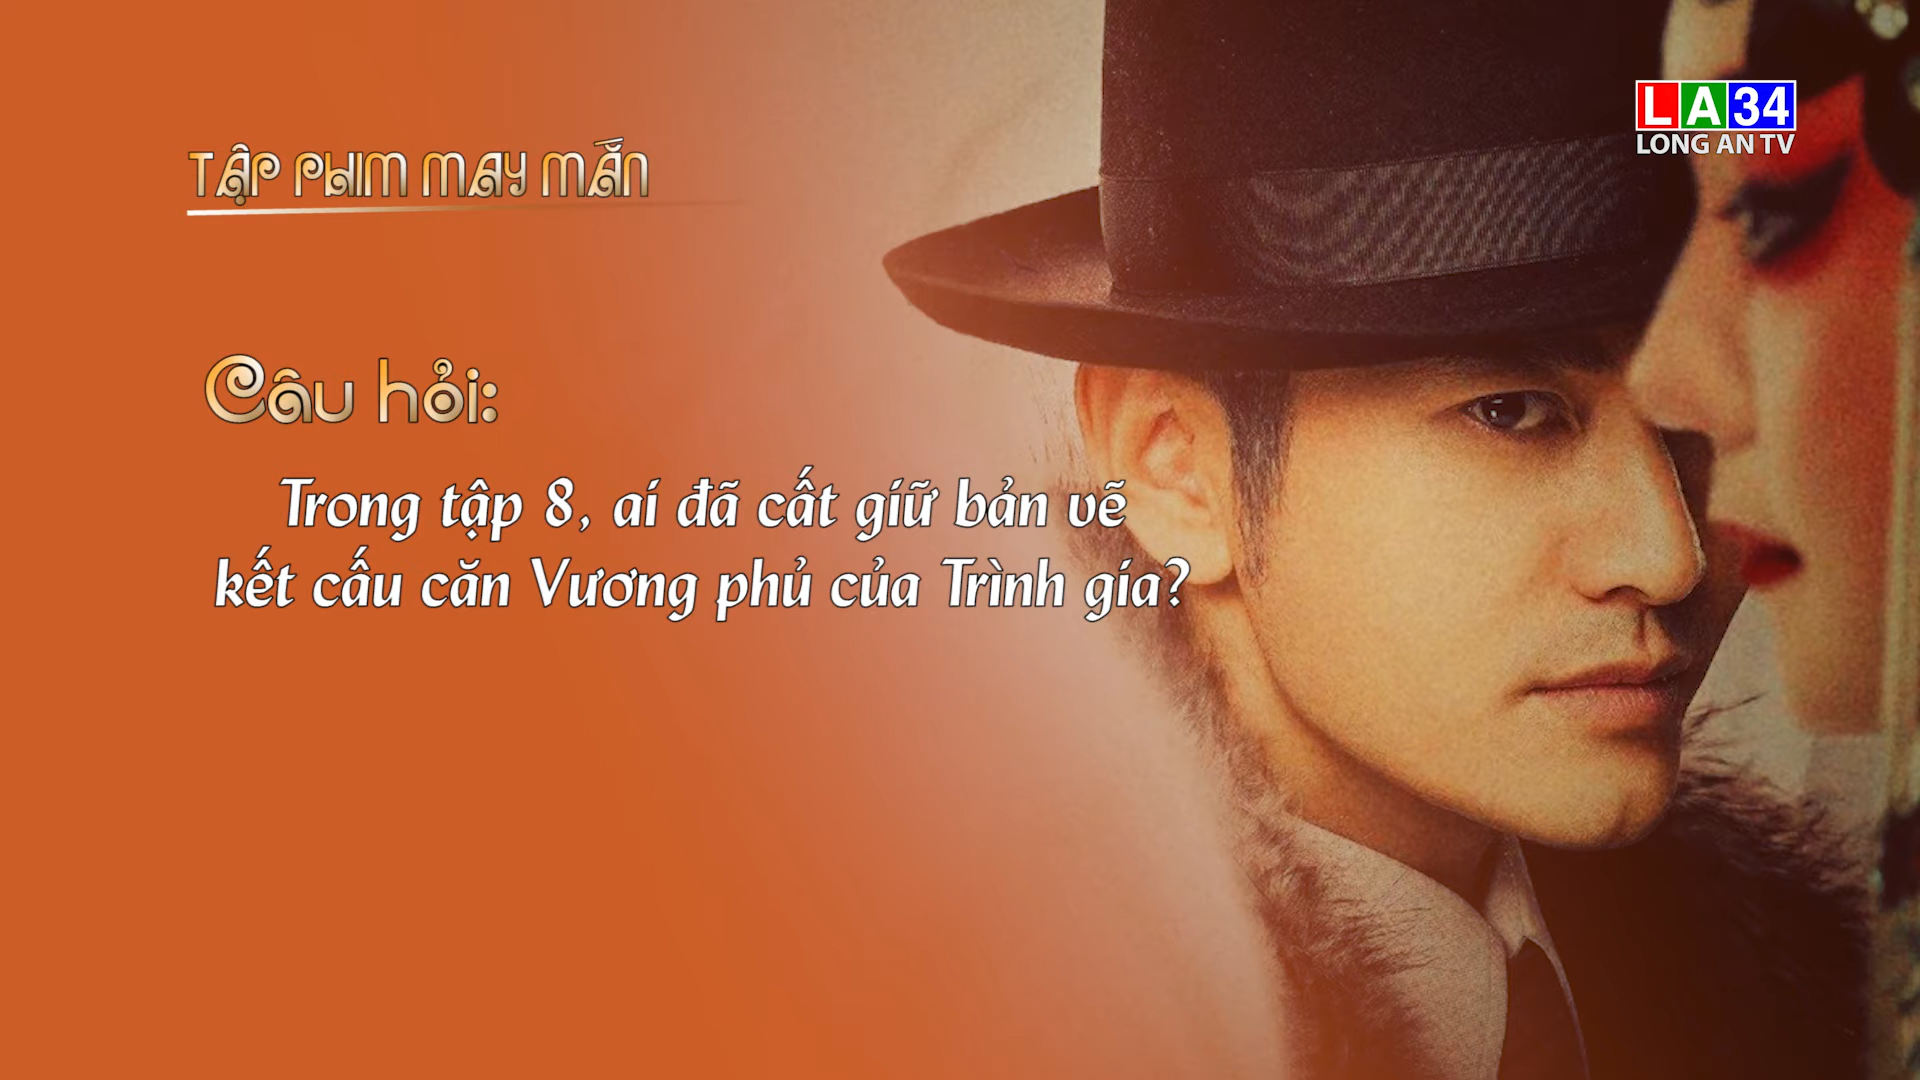 LA34
LONG AN TV
TẬP PHIM MAY MẮN
Câu hỏi:
Trong tập 8, ai đã cất giữ bản vẽ
kết cấu căn Vương phủ của Trình gia?